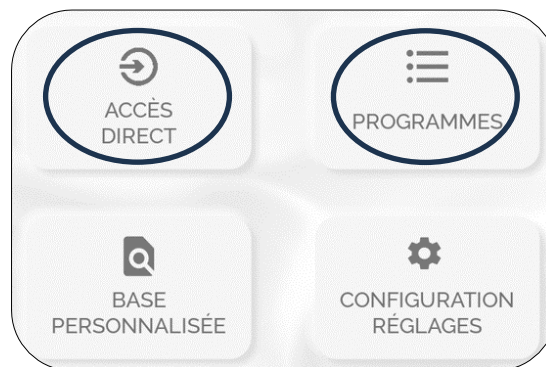 ACCÈS
DIRECT
PROGRAMMES
BASE
PERSONNALISÉE
CONFIGURATION
RÉGLAGES